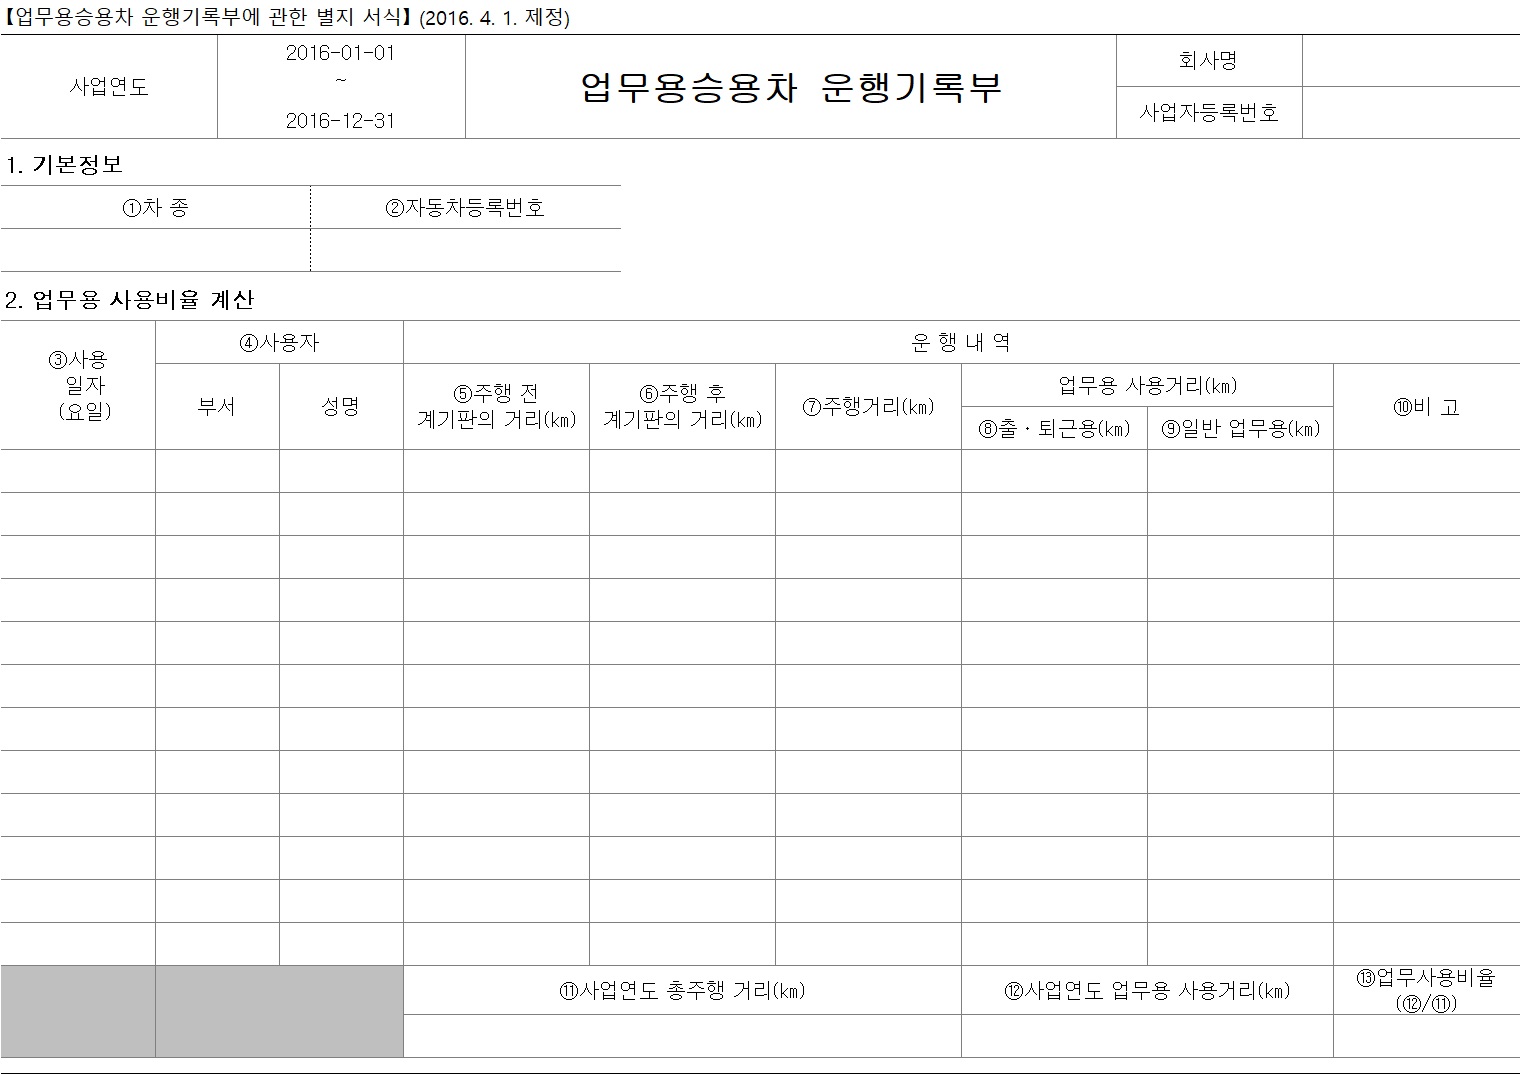 【업무용승용차 운행기록부에 관한 별지 서식】 (2016. 4. 1. 제정)
사업연도
2016-01-01
~
2016-12-31
업무용승용차 운행기록부
회사명
사업자등록번호
1. 기본정보
①차 종
②자동차등록번호
2. 업무용 사용비율 계산
③사용
일자
(요일)
④사용자
운 행 내 역
부서
성명
⑤주행 전
계기판의 거리(㎞)
⑥주행 후
계기판의 거리(㎞)
⑦주행거리(㎞)
업무용 사용거리(㎞)
⑧출ㆍ퇴근용(㎞)
⑨일반 업무용(㎞)
⑩비 고
⑪사업연도 총주행 거리(㎞)
⑫사업연도 업무용 사용거리(㎞)
⑬업무사용비율
(⑫/⑪)